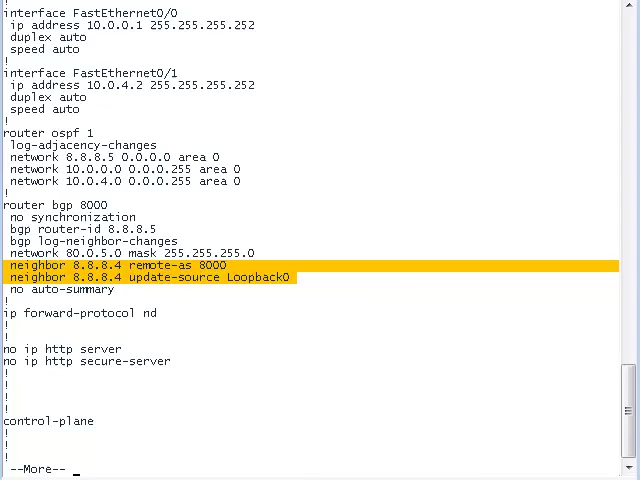 !
interface FastEthernet0/0
ip address 10.0.0.1 255.255.255.252
duplex auto
speed auto
!
interface FastEthernet0/1
ip address 10.0.4.2 255.255.255.252
duplex auto
speed auto
!
router ospf 1
log-adjacency-changes
network 8.8.8.5 0.0.0.0 area 0
network 10.0.0.0 0.0.0.255 area 0
network 10.0.4.0 0.0.0.255 area 0
!
router bgp 8000
no synchronization
bgp router-id 8.8.8.5
bgp log-neighbor-changes
network 80.0.5.0 mask 255.255.255.0
neighbor 8.8.8.4 remote-as 8000
neighbor 8.8.8.4 update-source Loopback0
no auto-summary
!
ip forward-protocol nd
!
!
no ip http server
no ip http secure-server
!
!
!
!
control-plane
!
!
!
--More--